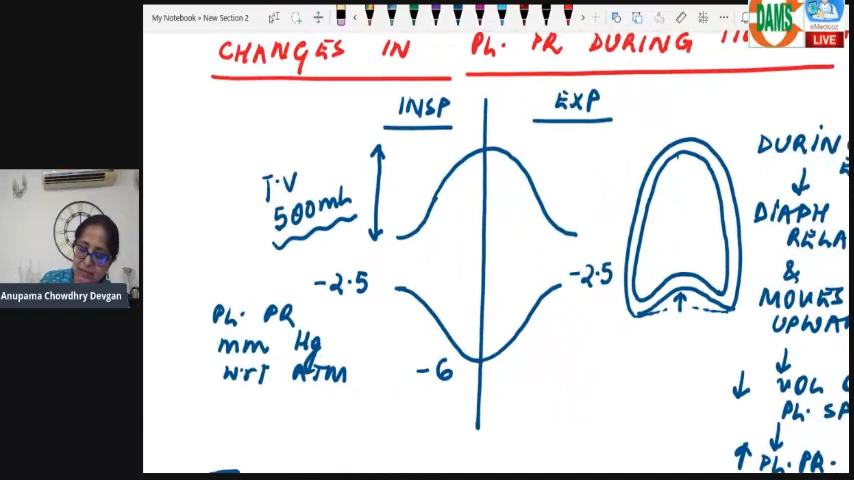 My Notebook > New Section 2
DAMS
eMedicoz
LIVE
CHANGES IN PL. PR DURING
INSP
EXP
T.V
500ml
-2.5
-2.5
PL. PR
mm Hg
w.r.t ATM
-6
DURING
↓
DIAPH
RELA
&
MOVES
UPWA
↓
↓ VOL
PL. SP
↓
↑ PL. PR.
Anupama Chowdhry Devgan